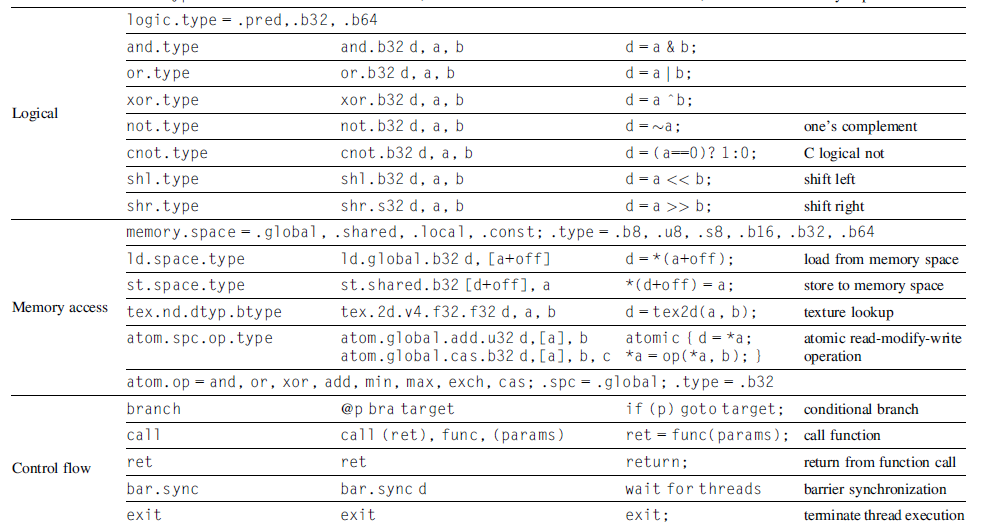 logic.type = .pred,.b32, .b64
and.type and.b32 d, a, b d = a & b;
or.type or.b32 d, a, b d = a | b;
xor.type xor.b32 d, a, b d = a ^ b;
Logical
not.type not.b32 d, a, b d = ~a; one’s complement
cnot.type cnot.b32 d, a, b d = (a==0)? 1:0; C logical not
shl.type shl.b32 d, a, b d = a << b; shift left
shr.type shr.s32 d, a, b d = a >> b; shift right
memory.space = .global, .shared, .local, .const; .type = .b8, .u8, .s8, .b16, .b32, .b64
ld.space.type ld.global.b32 d, [a+off] d = *(a+off); load from memory space
st.space.type st.shared.b32 [d+off], a *(d+off) = a; store to memory space
Memory access
tex.nd.dtyp.btype tex.2d.v4.f32.f32 d, a, b d = tex2d(a, b); texture lookup
atom.spc.op.type atom.global.add.u32 d,[a], b atomic { d = *a; atomic read-modify-write
atom.global.cas.b32 d,[a], b, c *a = op(*a, b); } operation
atom.op = and, or, xor, add, min, max, exch, cas; .spc = .global; .type = .b32
branch @p bra target if (p) goto target; conditional branch
call call (ret), func, (params) ret = func(params); call function
Control flow
ret ret return; return from function call
bar.sync bar.sync d wait for threads barrier synchronization
exit exit exit; terminate thread execution